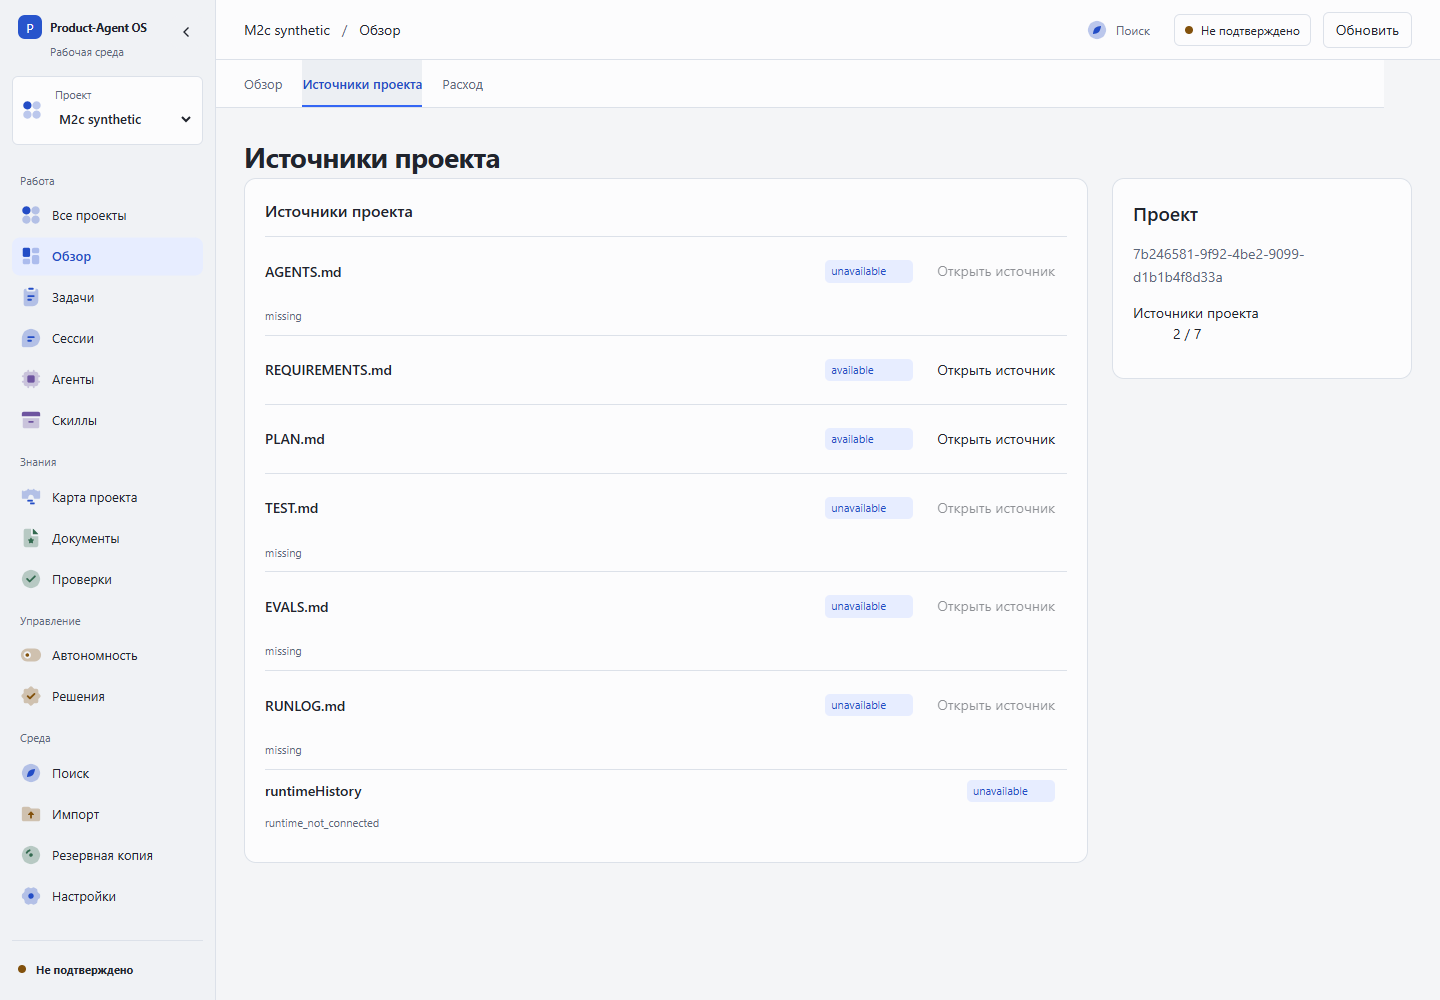 P
Product-Agent OS
Рабочая среда
Проект
M2c synthetic
Работа
Все проекты
Обзор
Задачи
Сессии
Агенты
Скиллы
Знания
Карта проекта
Документы
Проверки
Управление
Автономность
Решения
Среда
Поиск
Импорт
Резервная копия
Настройки
Не подтверждено
M2c synthetic / Обзор
Поиск
Не подтверждено
Обновить
Обзор
Источники проекта
Расход
Источники проекта
Источники проекта
AGENTS.md unavailable Открыть источник
missing
REQUIREMENTS.md available Открыть источник
PLAN.md available Открыть источник
TEST.md unavailable Открыть источник
missing
EVALS.md unavailable Открыть источник
missing
RUNLOG.md unavailable Открыть источник
missing
runtimeHistory unavailable
runtime_not_connected
Проект
7b246581-9f92-4be2-9099-
d1b1b4f8d33a
Источники проекта
2 / 7